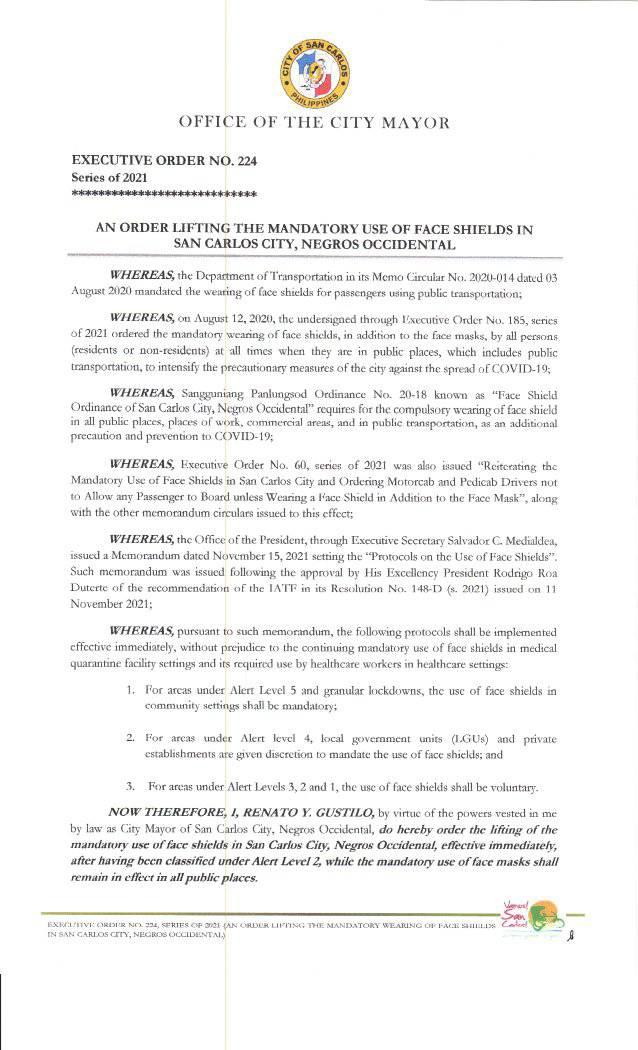 CITY OF SAN CARLOS
PHILIPPINES
OFFICE OF THE CITY MAYOR
EXECUTIVE ORDER NO. 224
Series of 2021
****************************
AN ORDER LIFTING THE MANDATORY USE OF FACE SHIELDS IN
SAN CARLOS CITY, NEGROS OCCIDENTAL
WHEREAS, the Department of Transportation in its Memo Circular No. 2020-014 dated 03
August 2020 mandated the wearing of face shields for passengers using public transportation;
WHEREAS, on August 12, 2020, the undersigned through Executive Order No. 185, series
of 2021 ordered the mandatory wearing of face shields, in addition to the face masks, by all persons
(residents or non-residents) at all times when they are in public places, which includes public
transportation, to intensify the precautionary measures of the city against the spread of COVID-19;
WHEREAS, Sangguniang Panlungsod Ordinance No. 20-18 known as “Face Shield
Ordinance of San Carlos City, Negros Occidental” requires for the compulsory wearing of face shield
in all public places, places of work, commercial areas, and in public transportation, as an additional
precaution and prevention to COVID-19;
WHEREAS, Executive Order No. 60, series of 2021 was also issued “Reiterating the
Mandatory Use of Face Shields in San Carlos City and Ordering Motorcab and Pedicab Drivers not
to Allow any Passenger to Board unless Wearing a Face Shield in Addition to the Face Mask”, along
with the other memorandum circulars issued to this effect;
WHEREAS, the Office of the President, through Executive Secretary Salvador C. Medialdea,
issued a Memorandum dated November 15, 2021 setting the “Protocols on the Use of Face Shields”.
Such memorandum was issued following the approval by His Excellency President Rodrigo Roa
Duterte of the recommendation of the IATF in its Resolution No. 148-D (s. 2021) issued on 11
November 2021;
WHEREAS, pursuant to such memorandum, the following protocols shall be implemented
effective immediately, without prejudice to the continuing mandatory use of face shields in medical
quarantine facility settings and its required use by healthcare workers in healthcare settings:
1. For areas under Alert Level 5 and granular lockdowns, the use of face shields in
community settings shall be mandatory;
2. For areas under Alert level 4, local government units (LGUs) and private
establishments are given discretion to mandate the use of face shields; and
3. For areas under Alert Levels 3, 2 and 1, the use of face shields shall be voluntary.
NOW THEREFORE, I, RENATO Y. GUSTILO, by virtue of the powers vested in me
by law as City Mayor of San Carlos City, Negros Occidental, do hereby order the lifting of the
mandatory use of face shields in San Carlos City, Negros Occidental, effective immediately,
after having been classified under Alert Level 2, while the mandatory use of face masks shall
remain in effect in all public places.
San
EXECUTIVE ORDER NO. 224, SERIES OF 2021 (AN ORDER LIFTING THE MANDATORY WEARING OF FACE SHIELDS
IN SAN CARLOS CITY, NEGROS OCCIDENTAL)